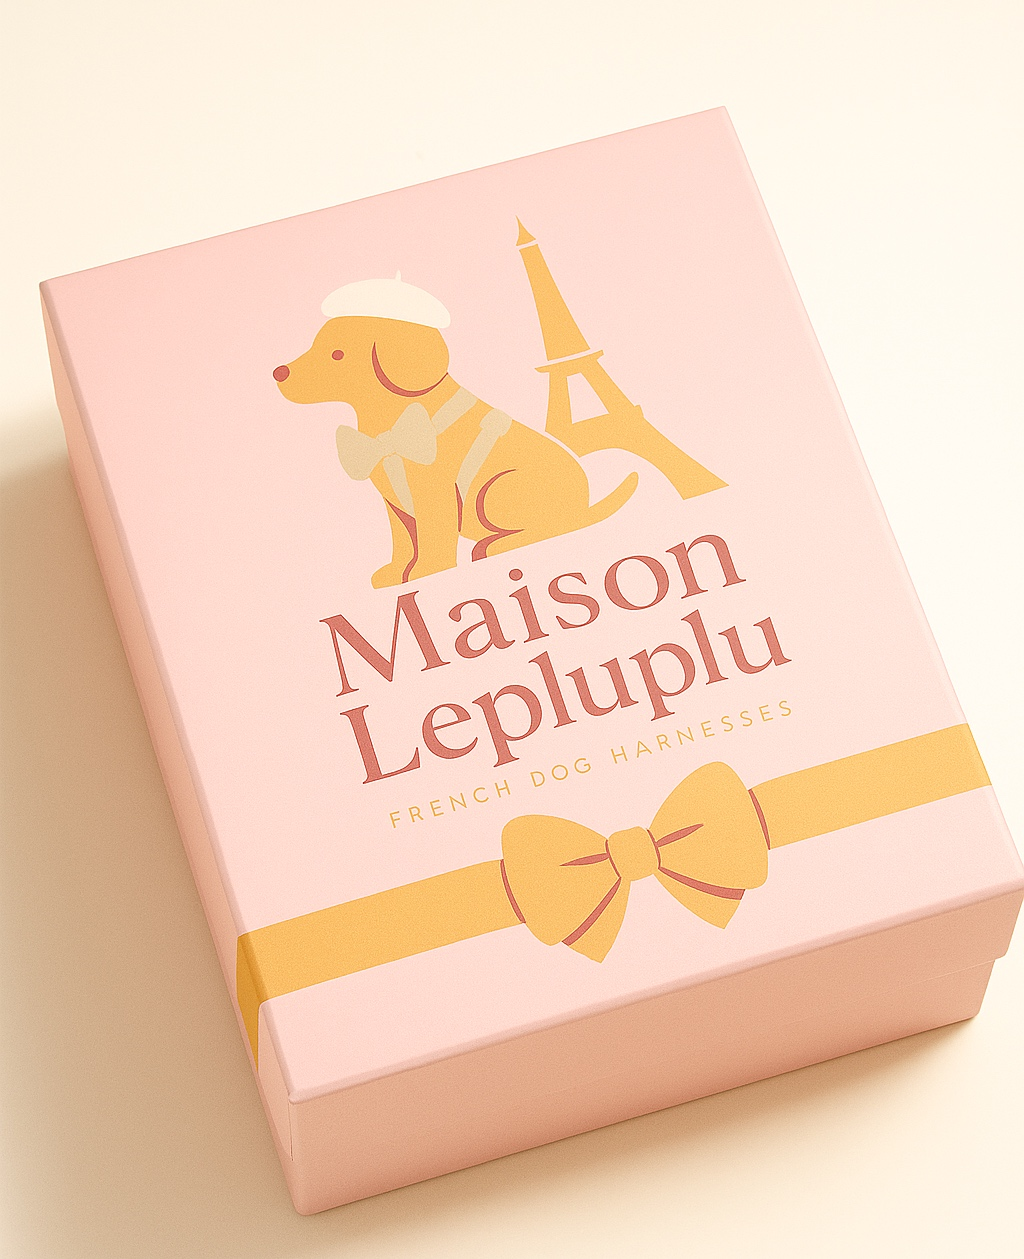 Maison
Lepluplu
FRENCH DOG HARNESSES